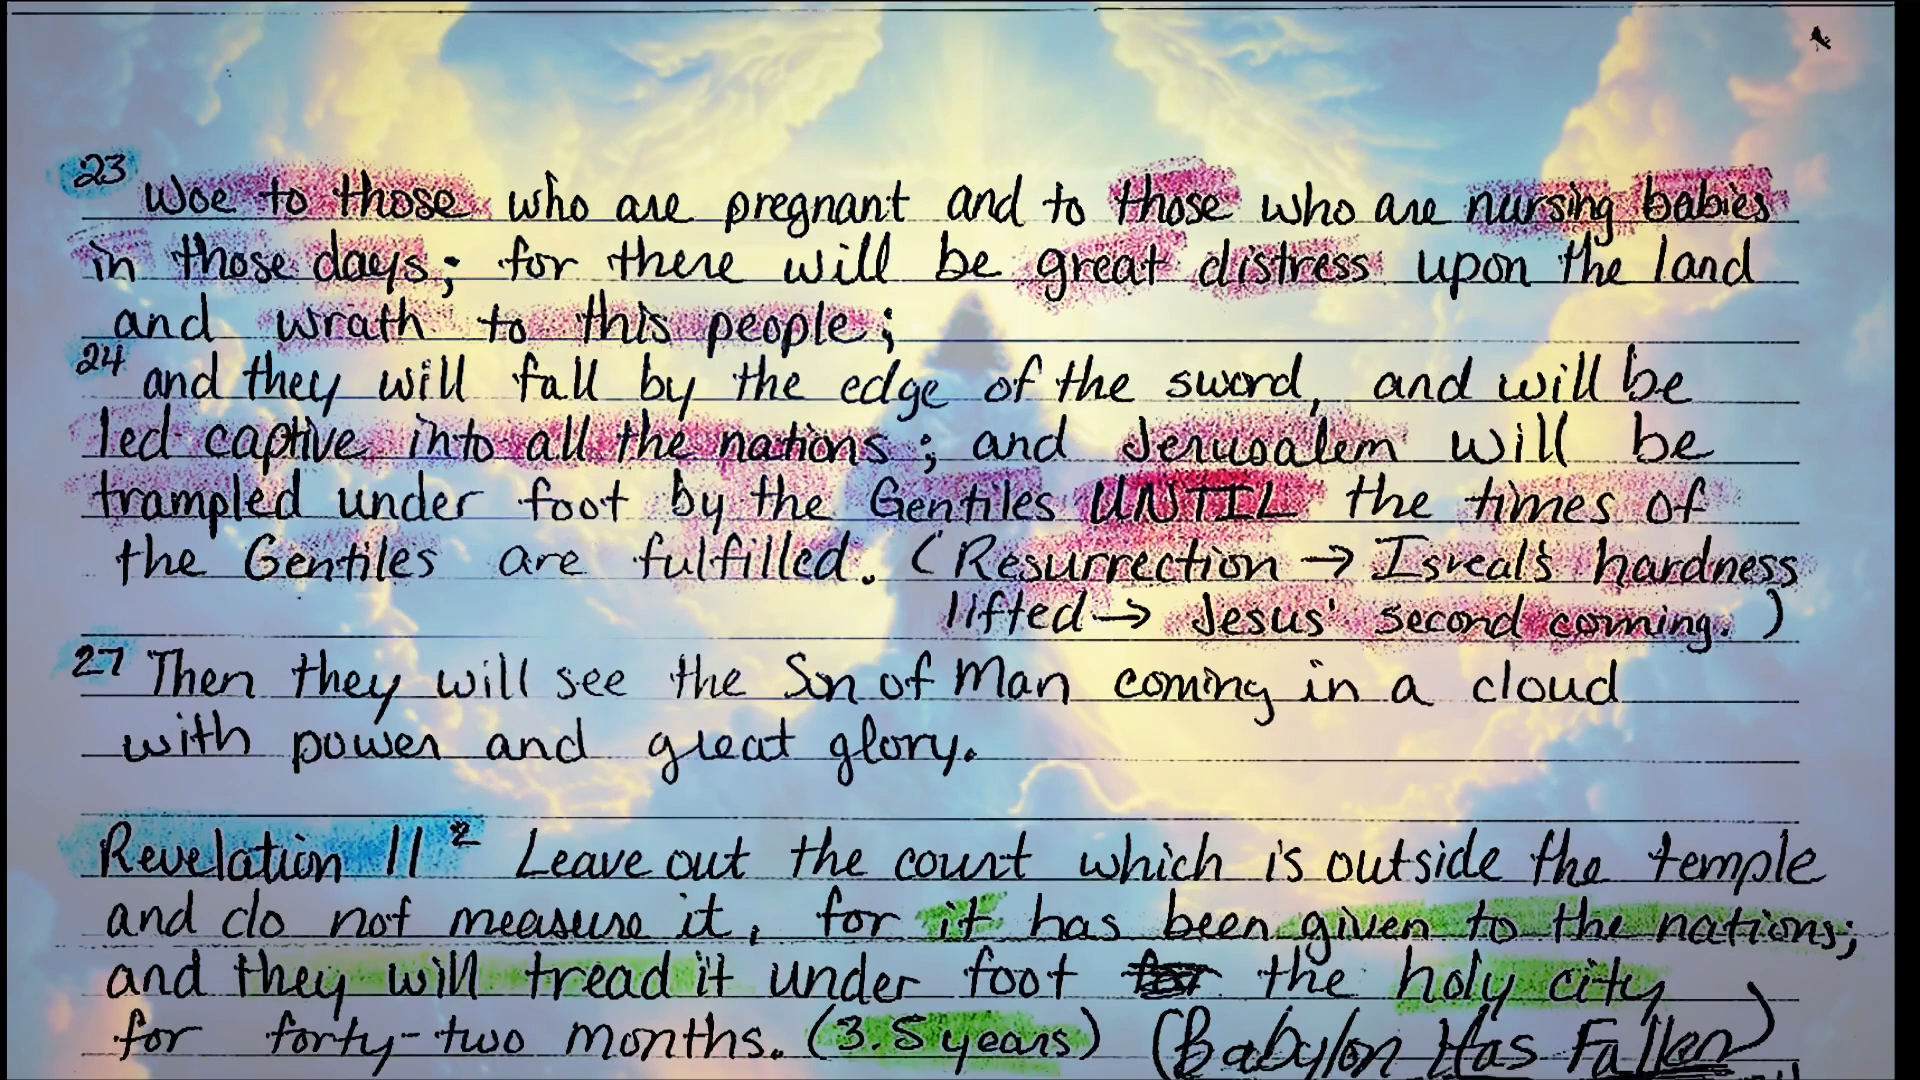 23
Woe to those who are pregnant and to those who are nursing babies
in those days; for there will be great distress upon the land
and wrath to this people;
24
and they will fall by the edge of the sword, and will be
led captive into all the nations; and Jerusalem will be
trampled under foot by the Gentiles UNTIL the times of
the Gentiles are fulfilled. (Resurrection → Isreal's hardness
lifted → Jesus' second coming.)
27 Then they will see the Son of Man coming in a cloud
with power and great glory.
Revelation 11 2 Leave out the court which is outside the temple
and do not measure it, for it has been given to the nations;
and they will tread it under foot the holy city
for forty-two months. (3.5 years) (Babylon Has Fallen)